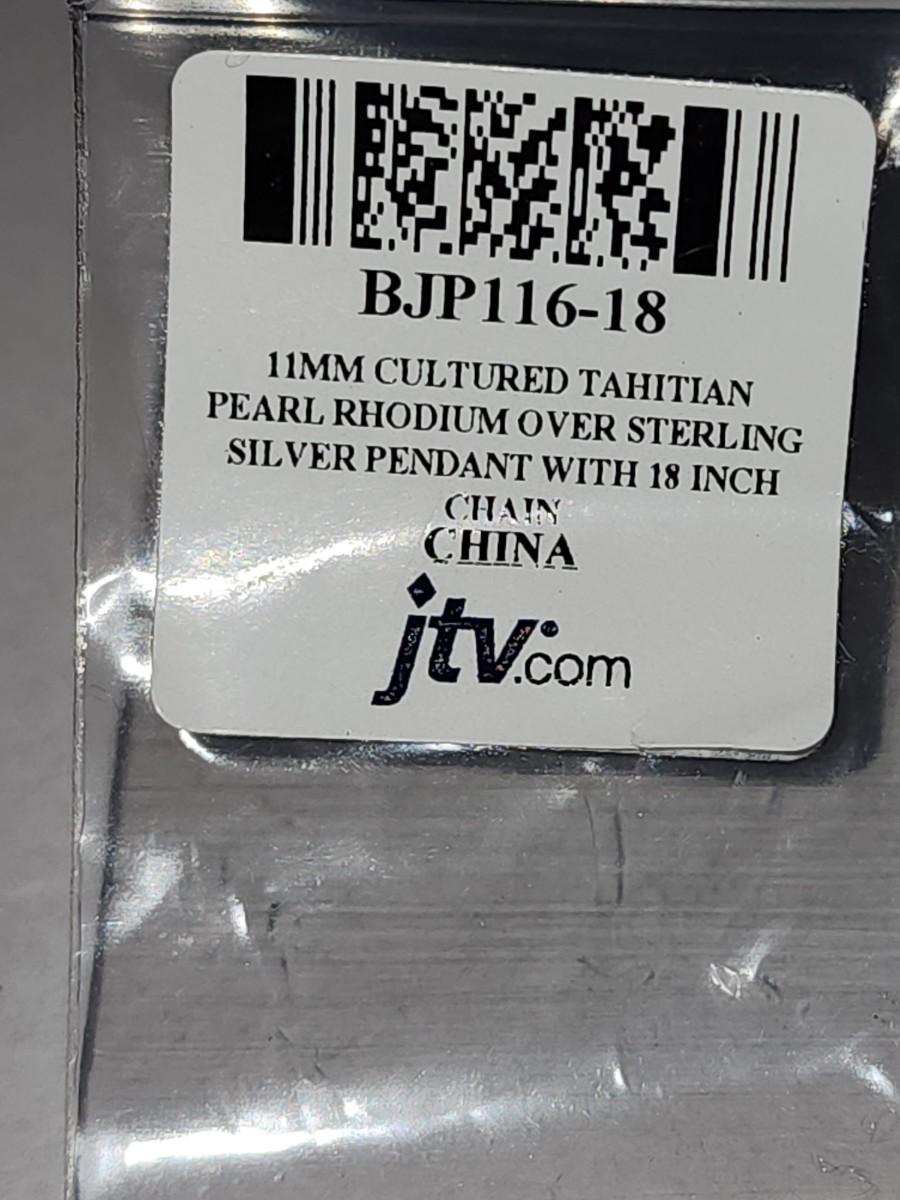 BJP116-18
11MM CULTURED TAHITIAN
PEARL RHODIUM OVER STERLING
SILVER PENDANT WITH 18 INCH
CHAIN
CHINA
jtv.com